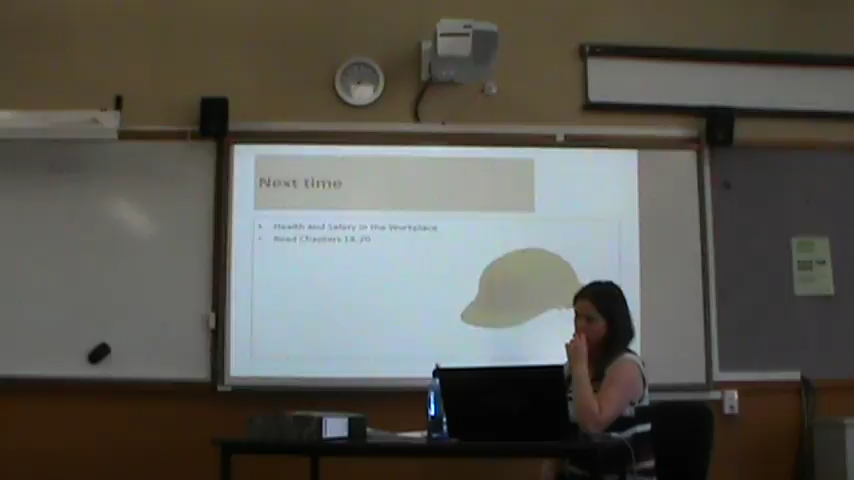 Next time
• Health and Safety in the Workplace
• Read Chapters 18,20